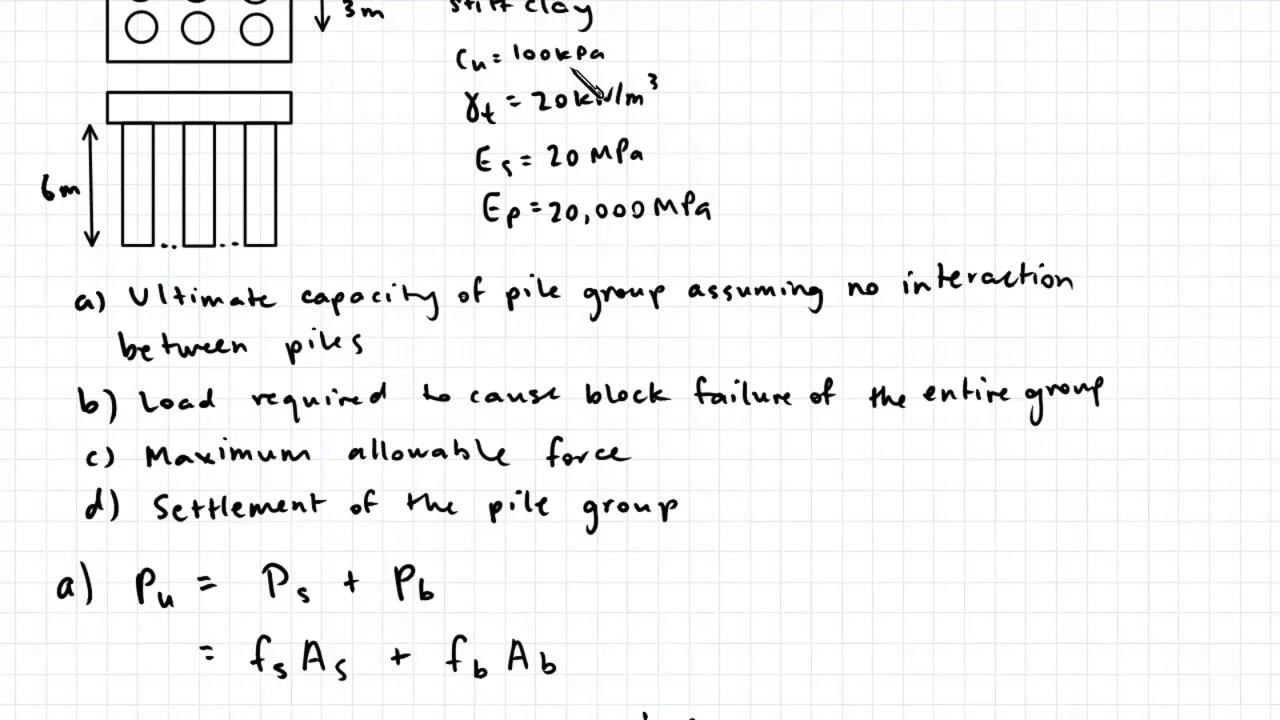 3m
stiff clay
Cu = 100kPa
γt = 20kN/m³
Es = 20 MPa
6m
Ep = 20,000 MPa
a) Ultimate capacity of pile group assuming no interaction
between piles
b) Load required to cause block failure of the entire group
c) Maximum allowable force
d) Settlement of the pile group
a) Pu = Ps + Pb
= fs As + fb Ab